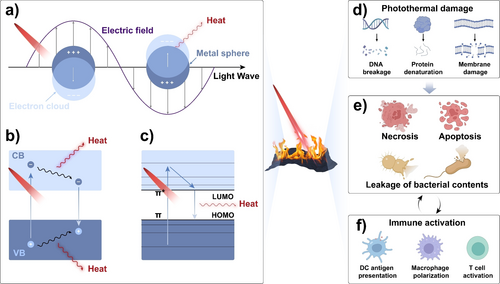 a)
Electric field
Heat
+++
Metal sphere
Light Wave
+++
Electron cloud
b)
CB
Heat
−
−
+
+
VB
Heat
c)
π*
LUMO
Heat
π
HOMO
d)
Photothermal damage
DNA
breakage
Protein
denaturation
Membrane
damage
e)
Necrosis
Apoptosis
Leakage of bacterial contents
f)
Immune activation
DC antigen
presentation
Macrophage
polarization
T cell
activation